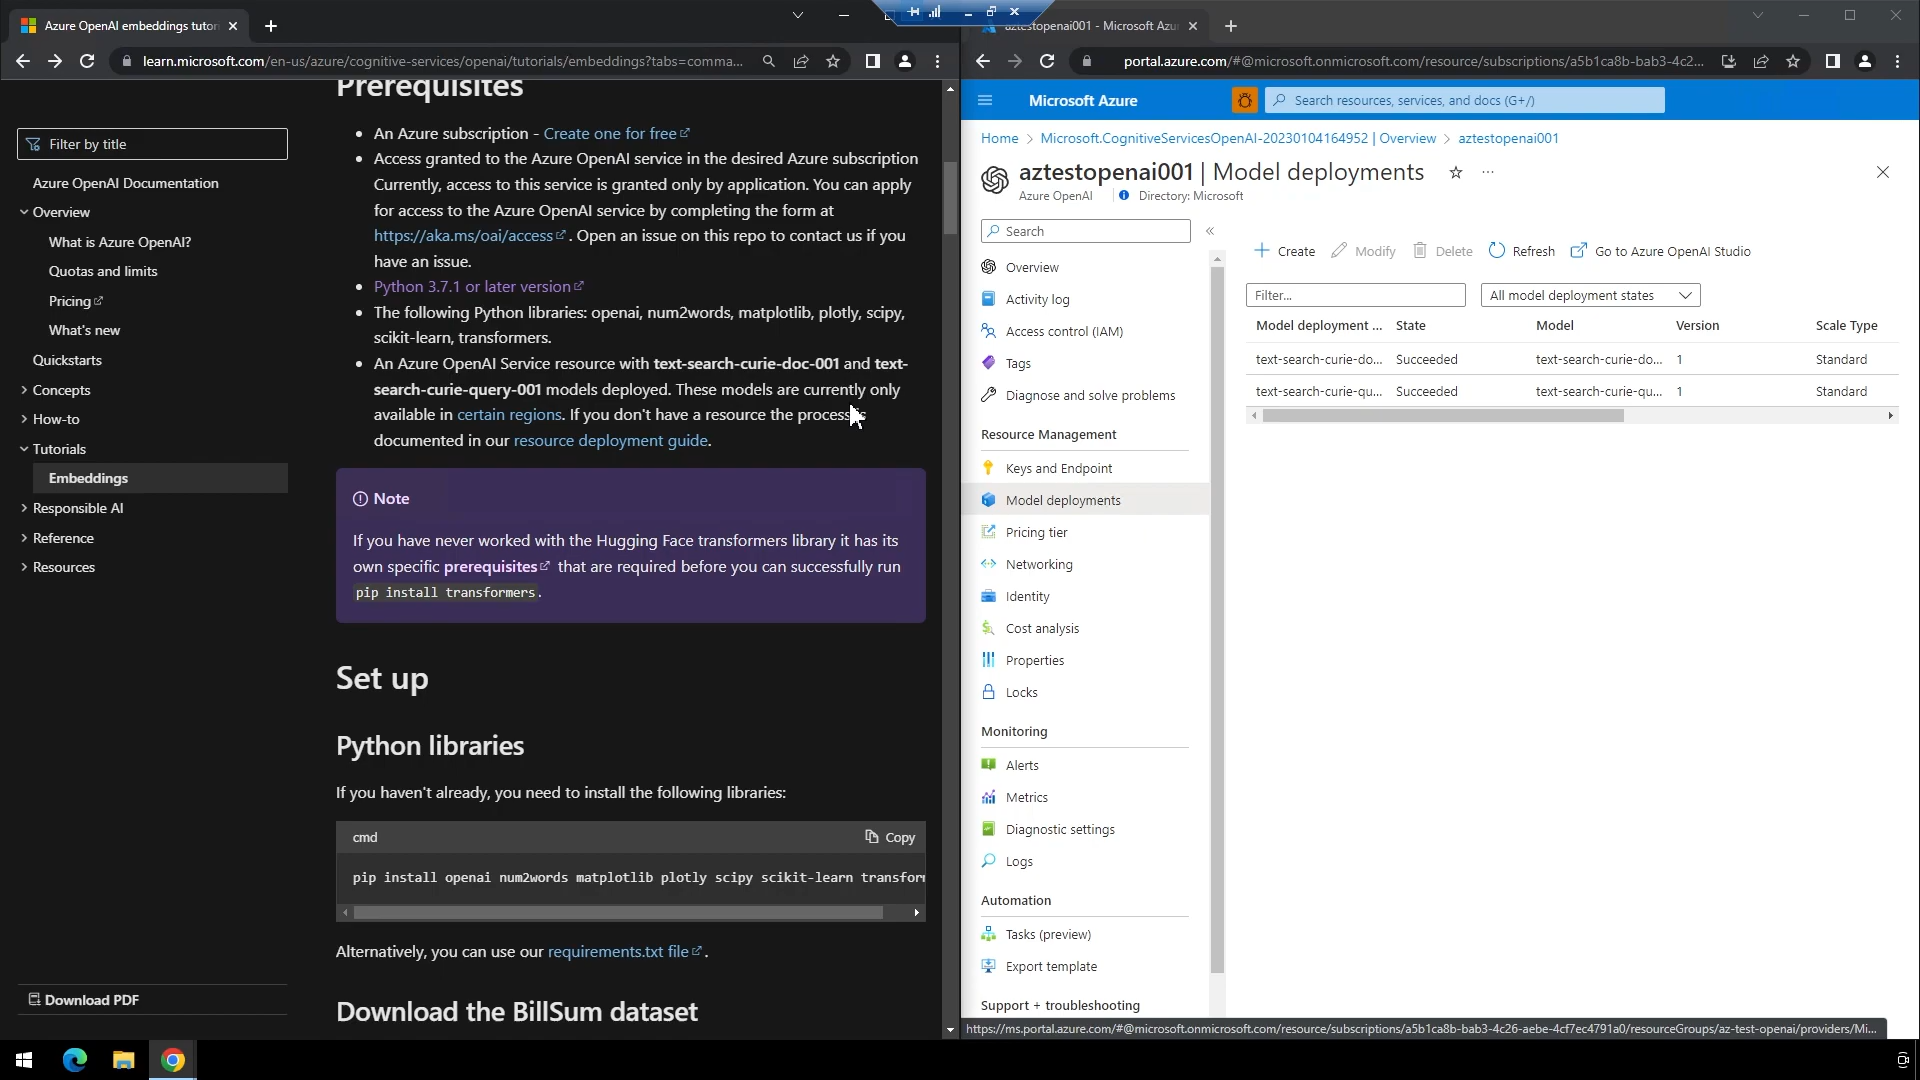 Azure OpenAI embeddings tutor
learn.microsoft.com/en-us/azure/cognitive-services/openai/tutorials/embeddings?tabs=comma...
Filter by title
Azure OpenAI Documentation
Overview
What is Azure OpenAI?
Quotas and limits
Pricing
What's new
Quickstarts
Concepts
How-to
Tutorials
Embeddings
Responsible AI
Reference
Resources
Download PDF
Prerequisites
• An Azure subscription - Create one for free
• Access granted to the Azure OpenAI service in the desired Azure subscription
Currently, access to this service is granted only by application. You can apply
for access to the Azure OpenAI service by completing the form at
https://aka.ms/oai/access . Open an issue on this repo to contact us if you
have an issue.
• Python 3.7.1 or later version
• The following Python libraries: openai, num2words, matplotlib, plotly, scipy,
scikit-learn, transformers.
• An Azure OpenAI Service resource with text-search-curie-doc-001 and text-
search-curie-query-001 models deployed. These models are currently only
available in certain regions. If you don't have a resource the process is
documented in our resource deployment guide.
Note
If you have never worked with the Hugging Face transformers library it has its
own specific prerequisites that are required before you can successfully run
pip install transformers.
Set up
Python libraries
If you haven't already, you need to install the following libraries:
cmd
Copy
pip install openai num2words matplotlib plotly scipy scikit-learn transform
Alternatively, you can use our requirements.txt file .
Download the BillSum dataset
aztestopenai001 - Microsoft Azu
portal.azure.com/#@microsoft.onmicrosoft.com/resource/subscriptions/a5b1ca8b-bab3-4c2...
Microsoft Azure
Search resources, services, and docs (G+/)
Home > Microsoft.CognitiveServicesOpenAI-20230104164952 | Overview > aztestopenai001
aztestopenai001 | Model deployments
Azure OpenAI
Directory: Microsoft
Search
Overview
Activity log
Access control (IAM)
Tags
Diagnose and solve problems
Resource Management
Keys and Endpoint
Model deployments
Pricing tier
Networking
Identity
Cost analysis
Properties
Locks
Monitoring
Alerts
Metrics
Diagnostic settings
Logs
Automation
Tasks (preview)
Export template
Support + troubleshooting
Create Modify Delete Refresh Go to Azure OpenAI Studio
Filter...
All model deployment states
Model deployment ... State Model Version Scale Type
text-search-curie-do... Succeeded text-search-curie-do... 1 Standard
text-search-curie-qu... Succeeded text-search-curie-qu... 1 Standard
https://ms.portal.azure.com/#@microsoft.onmicrosoft.com/resource/subscriptions/a5b1ca8b-bab3-4c26-aebe-4cf7ec4791a0/resourceGroups/az-test-openai/providers/Mi...